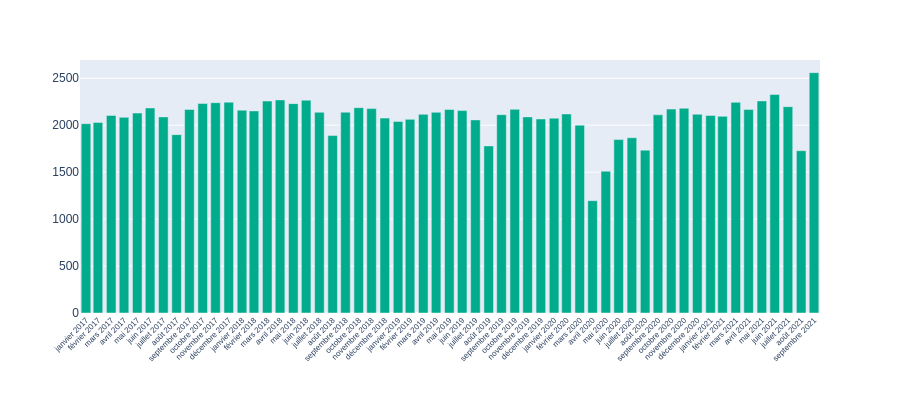 2500
2000
1500
1000
500
0
janvier 2017
février 2017
mars 2017
avril 2017
mai 2017
juin 2017
juillet 2017
août 2017
septembre 2017
octobre 2017
novembre 2017
décembre 2017
janvier 2018
février 2018
mars 2018
avril 2018
mai 2018
juin 2018
juillet 2018
août 2018
septembre 2018
octobre 2018
novembre 2018
décembre 2018
janvier 2019
février 2019
mars 2019
avril 2019
mai 2019
juin 2019
juillet 2019
août 2019
septembre 2019
octobre 2019
novembre 2019
décembre 2019
janvier 2020
février 2020
mars 2020
avril 2020
mai 2020
juin 2020
juillet 2020
août 2020
septembre 2020
octobre 2020
novembre 2020
décembre 2020
janvier 2021
février 2021
mars 2021
avril 2021
mai 2021
juin 2021
juillet 2021
août 2021
septembre 2021